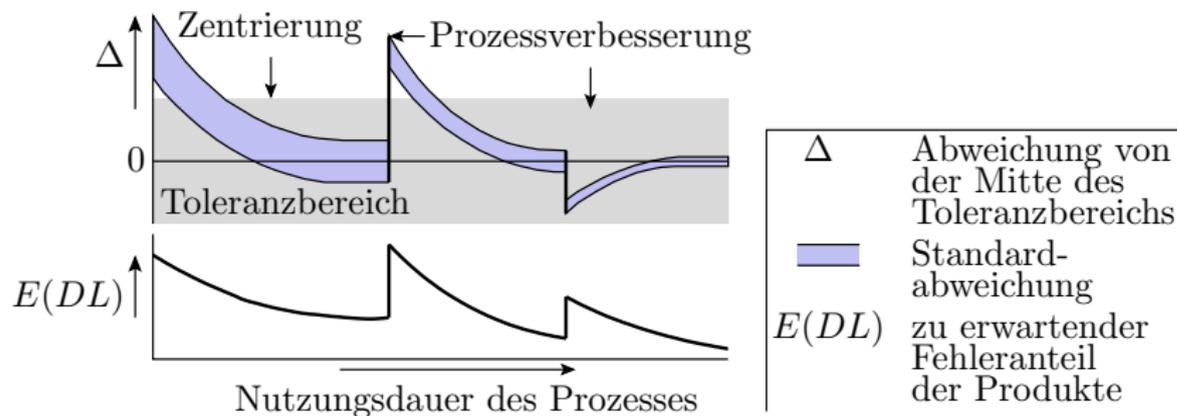 Zentrierung
Prozessverbesserung
Δ
0
Toleranzbereich
E(DL)
Nutzungsdauer des Prozesses
Δ Abweichung von
der Mitte des
Toleranzbereichs
Standard-
abweichung
E(DL) zu erwartender
Fehleranteil
der Produkte